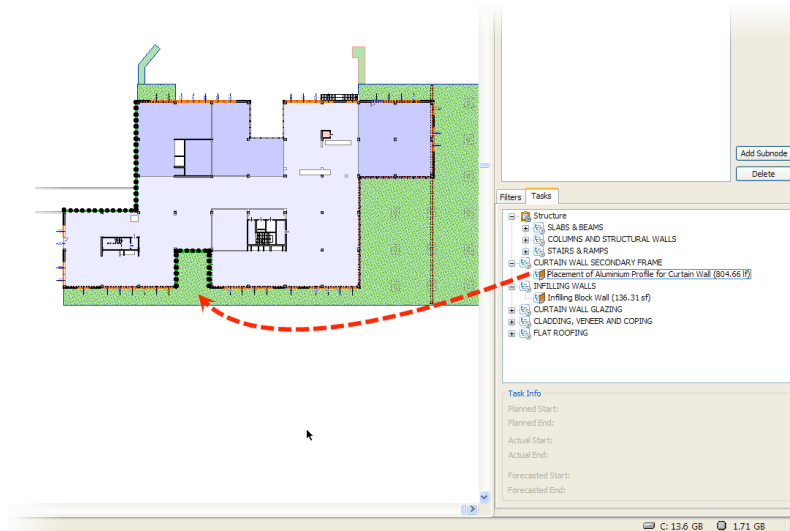 Add Subnode
Delete
Filters
Tasks
Structure
SLABS & BEAMS
COLUMNS AND STRUCTURAL WALLS
STAIRS & RAMPS
CURTAIN WALL SECONDARY FRAME
Placement of Aluminium Profile for Curtain Wall (804.66 lf)
INFILLING WALLS
Infilling Block Wall (136.31 sf)
CURTAIN WALL GLAZING
CLADDING, VENEER AND COPING
FLAT ROOFING
Task Info
Planned Start:
Planned End:
Actual Start:
Actual End:
Forecasted Start:
Forecasted End:
C: 13.6 GB
1.71 GB